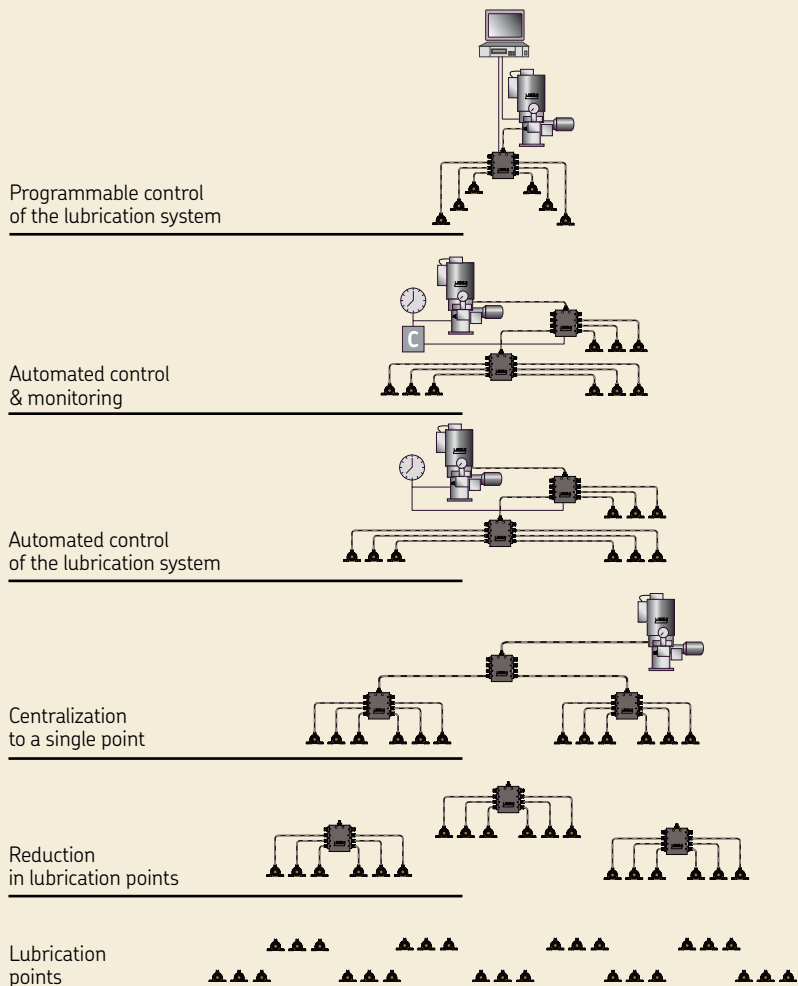 Programmable control
of the lubrication system
C
Automated control
& monitoring
Automated control
of the lubrication system
Centralization
to a single point
Reduction
in lubrication points
Lubrication
points